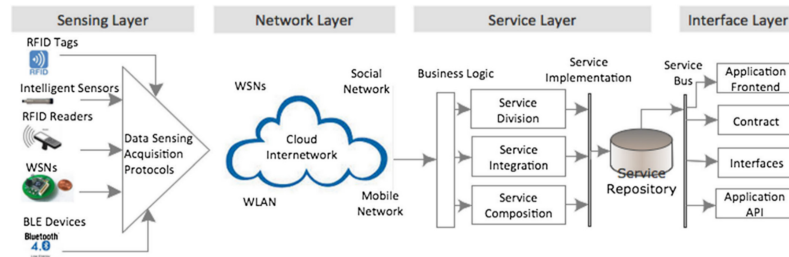 Sensing Layer
Network Layer
Service Layer
Interface Layer
RFID Tags
RFID
Intelligent Sensors
RFID Readers
WSNs
BLE Devices
Bluetooth
4.0
Data Sensing
Acquisition
Protocols
WSNs
Social
Network
Cloud
Internetwork
WLAN
Mobile
Network
Business Logic
Service
Division
Service
Integration
Service
Composition
Service
Implementation
Service
Repository
Service
Bus
Application
Frontend
Contract
Interfaces
Application
API